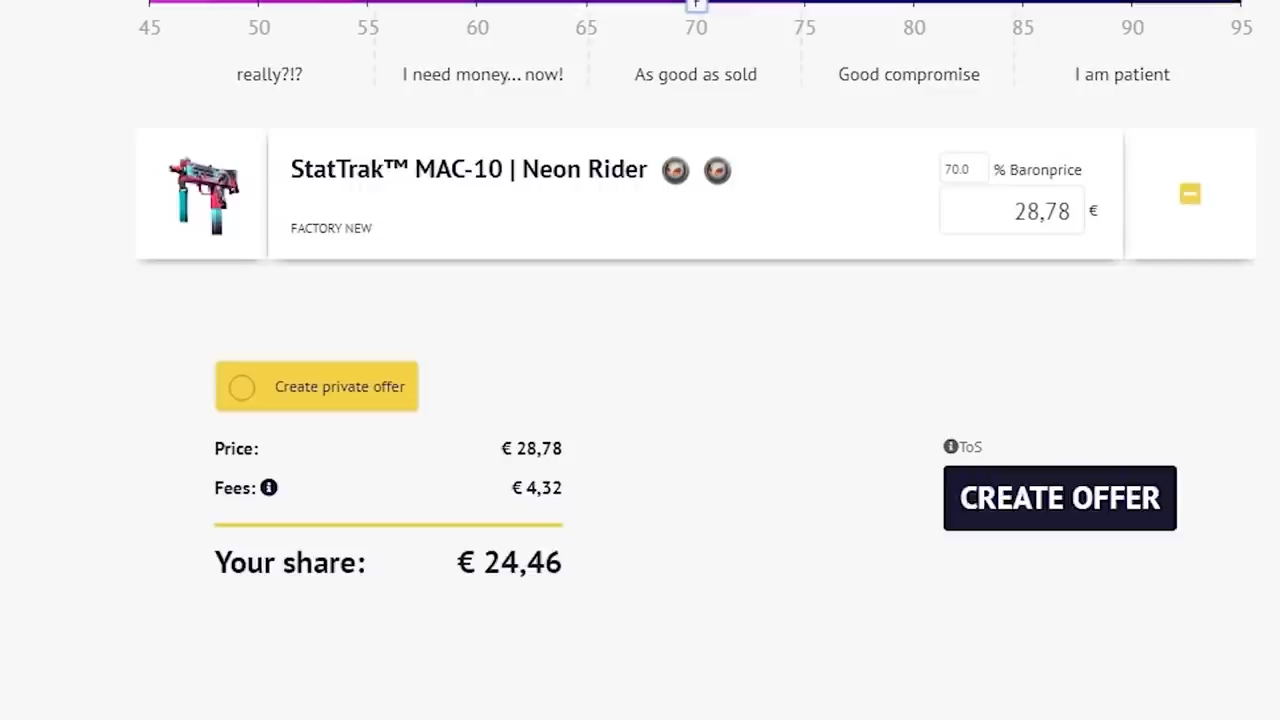 45 50 55 60 65 70 75 80 85 90 95
really?!? I need money... now! As good as sold Good compromise I am patient
StatTrak™ MAC-10 | Neon Rider
70.0 % Baronprice
28,78 €
FACTORY NEW
Create private offer
Price: € 28,78
ToS
Fees: € 4,32
CREATE OFFER
Your share: € 24,46